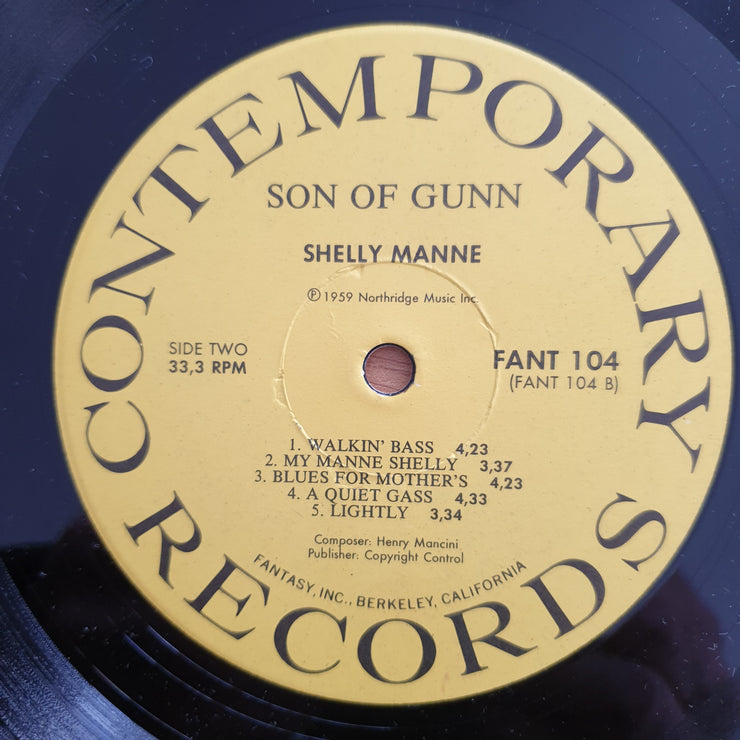 CONTEMPORARY RECORDS
SON OF GUNN
SHELLY MANNE
℗ 1959 Northridge Music Inc.
SIDE TWO
33,3 RPM
FANT 104
(FANT 104 B)
1. WALKIN' BASS 4,23
2. MY MANNE SHELLY 3,37
3. BLUES FOR MOTHER'S 4,23
4. A QUIET GASS 4,33
5. LIGHTLY 3,34
Composer: Henry Mancini
Publisher: Copyright Control
FANTASY, INC., BERKELEY, CALIFORNIA